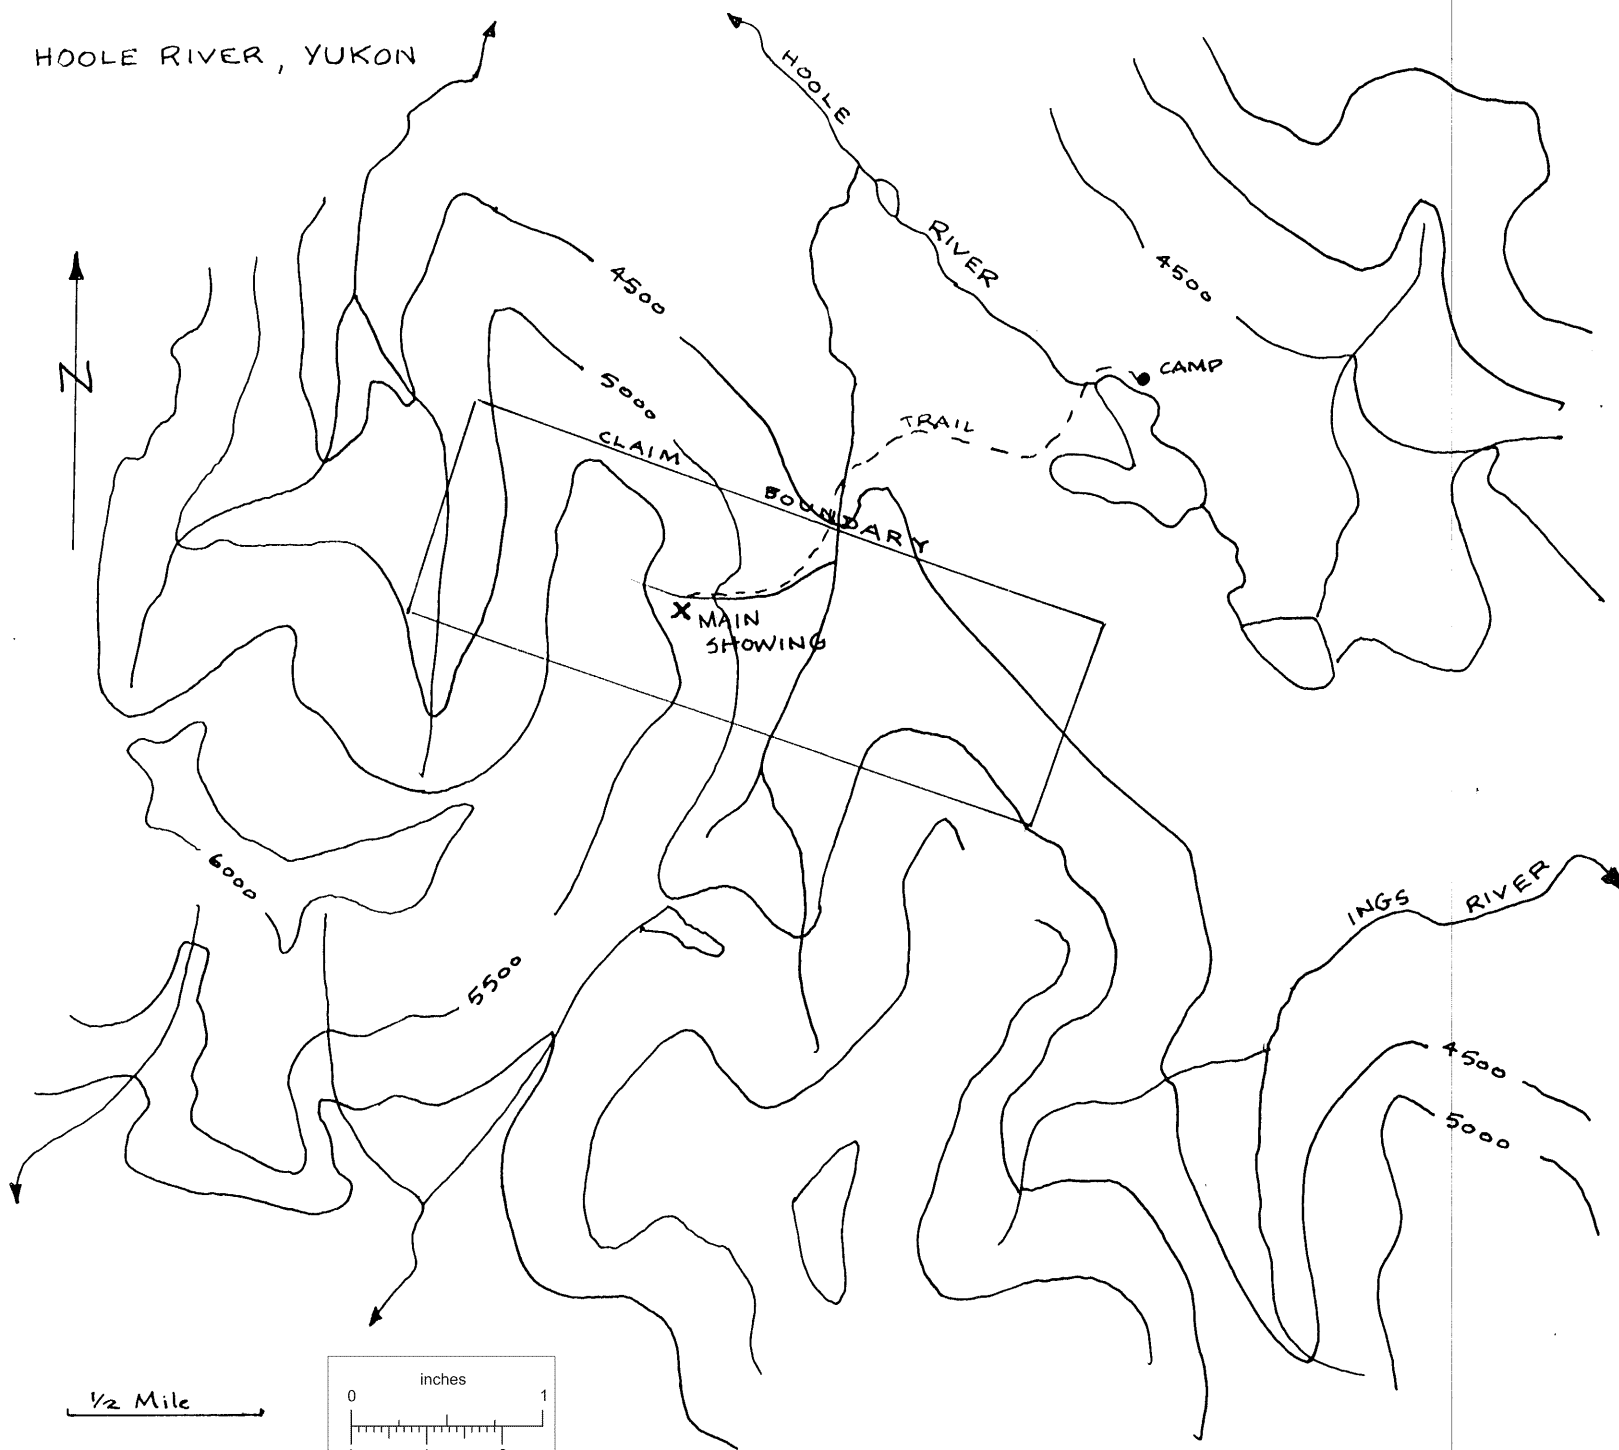 HOOLE RIVER, YUKON
HOOLE
RIVER
4500
4500
N
CAMP
5000
TRAIL
CLAIM
BOUNDARY
X MAIN
SHOWING
6000
INGS RIVER
5500
4500
5000
1/2 Mile
inches
0 1